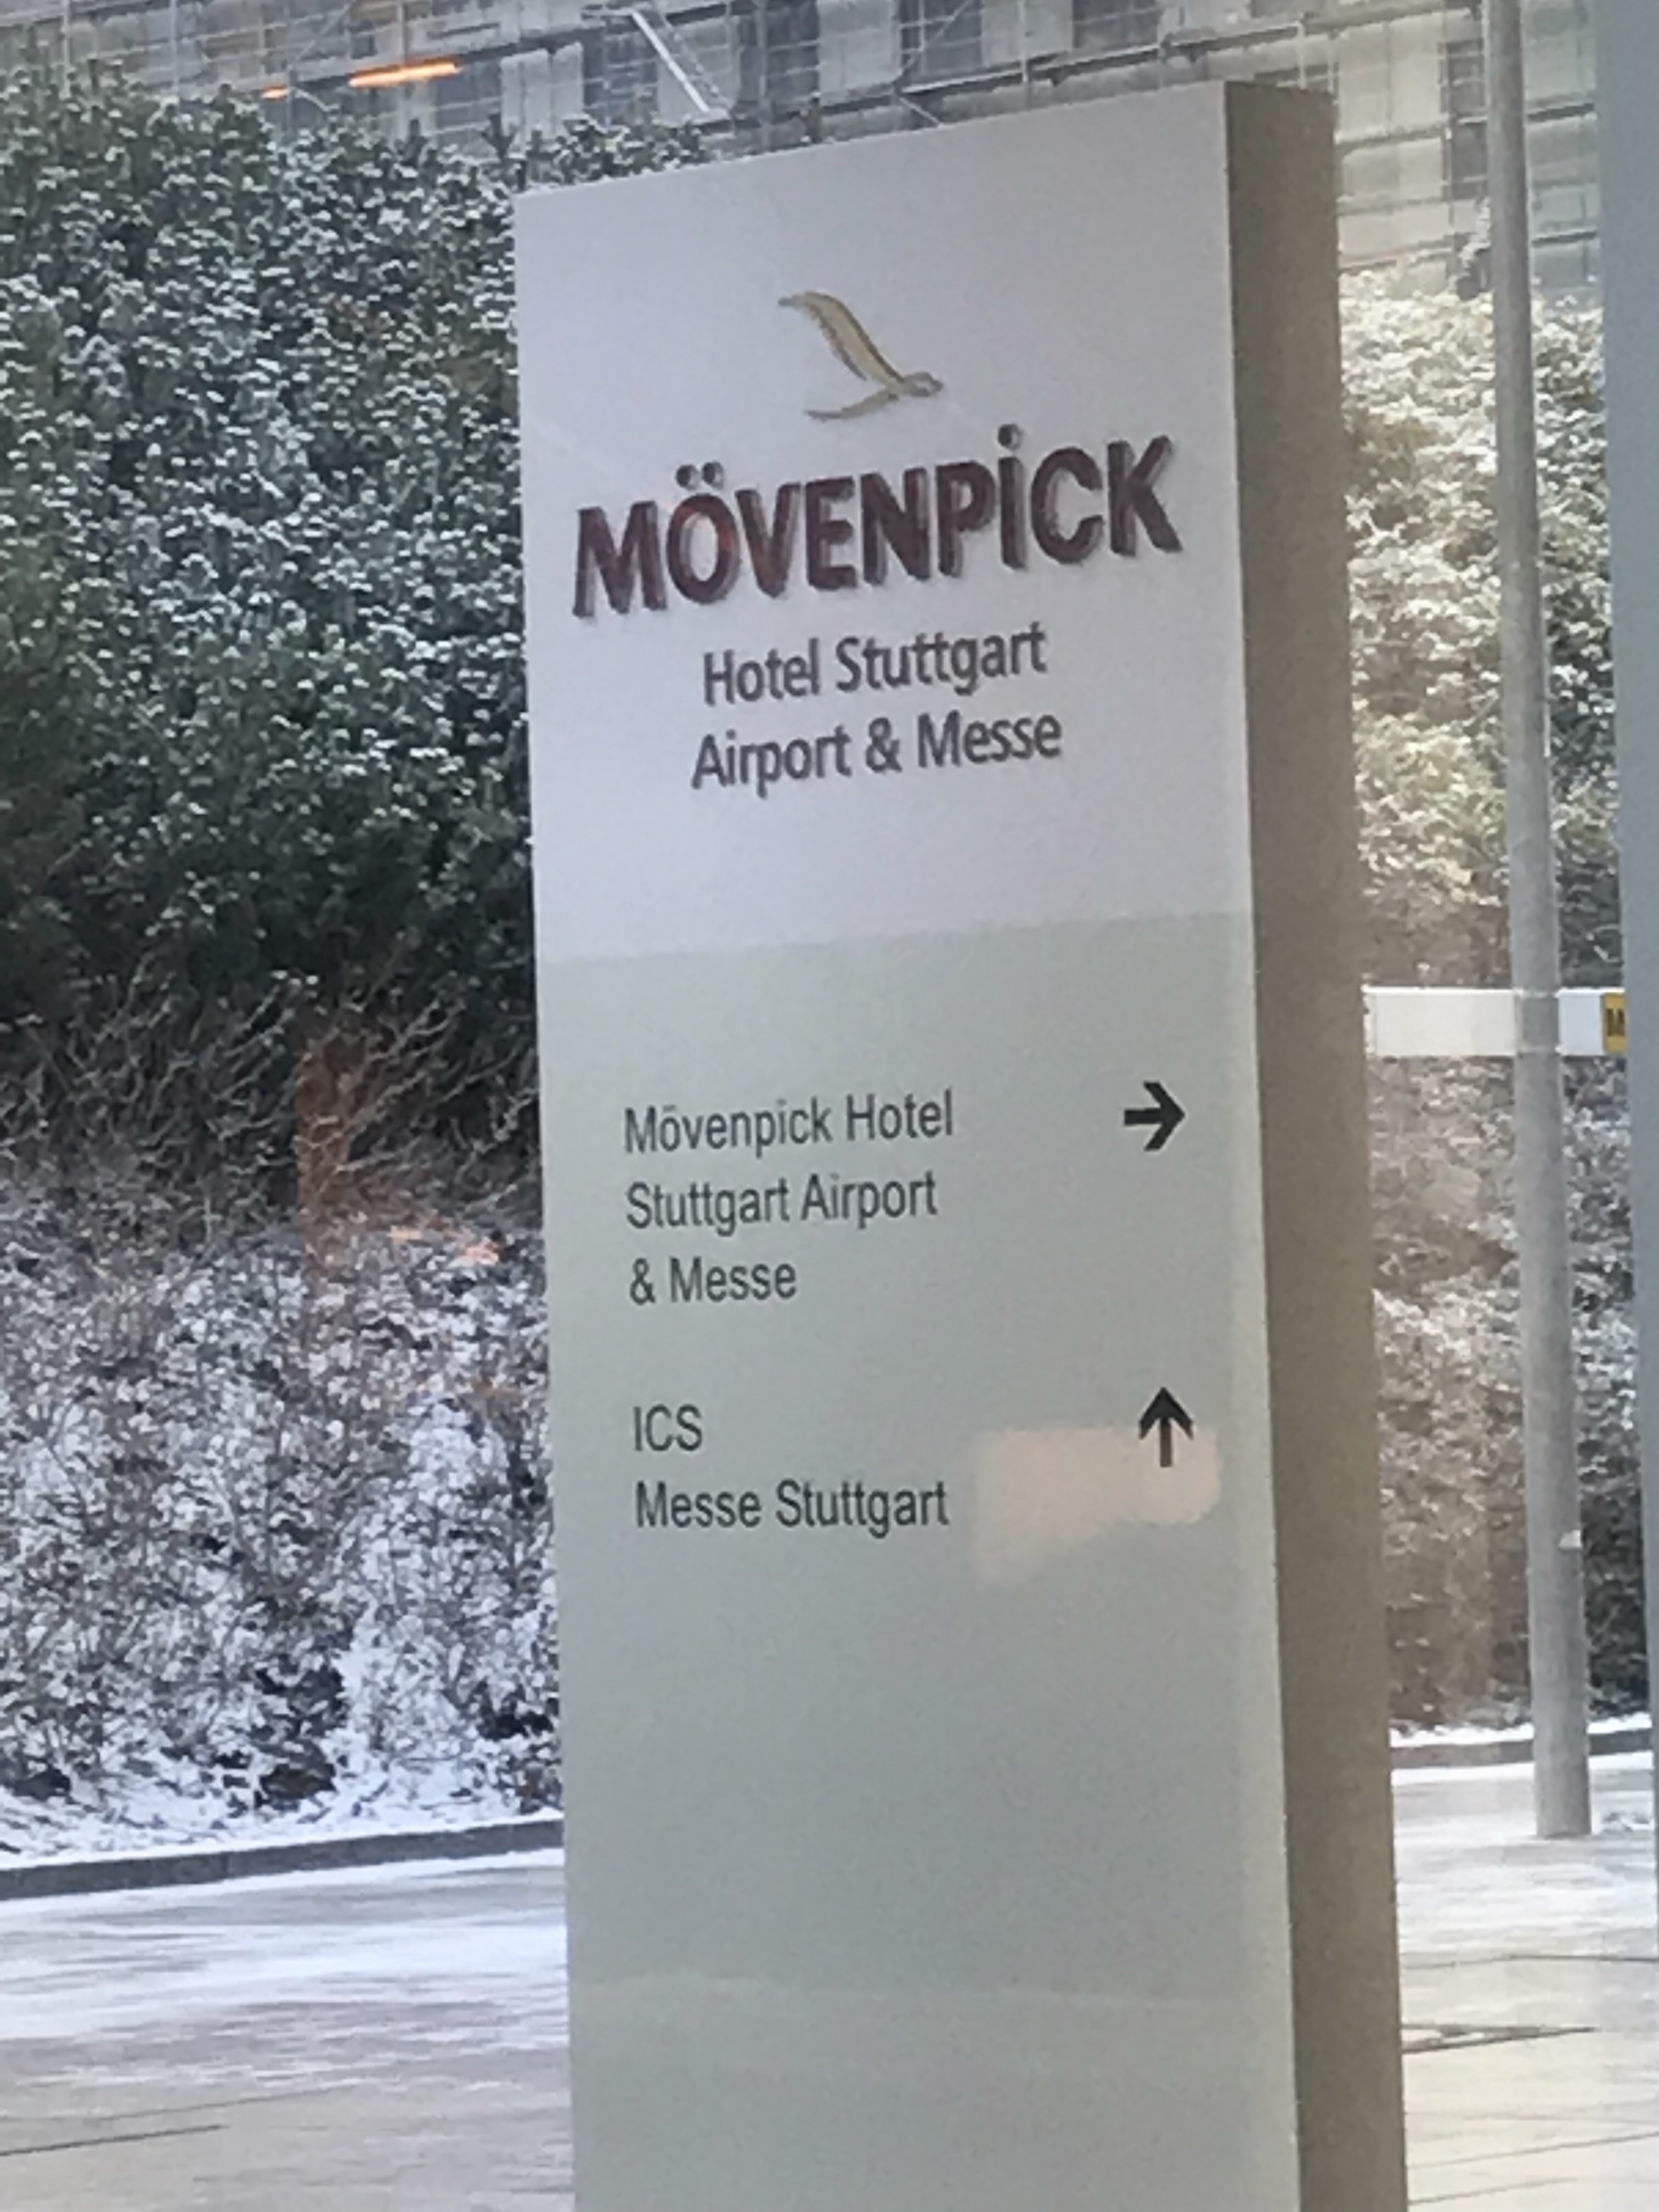 MÖVENPiCK
Hotel Stuttgart
Airport & Messe
Mövenpick Hotel
Stuttgart Airport
& Messe
ICS
Messe Stuttgart